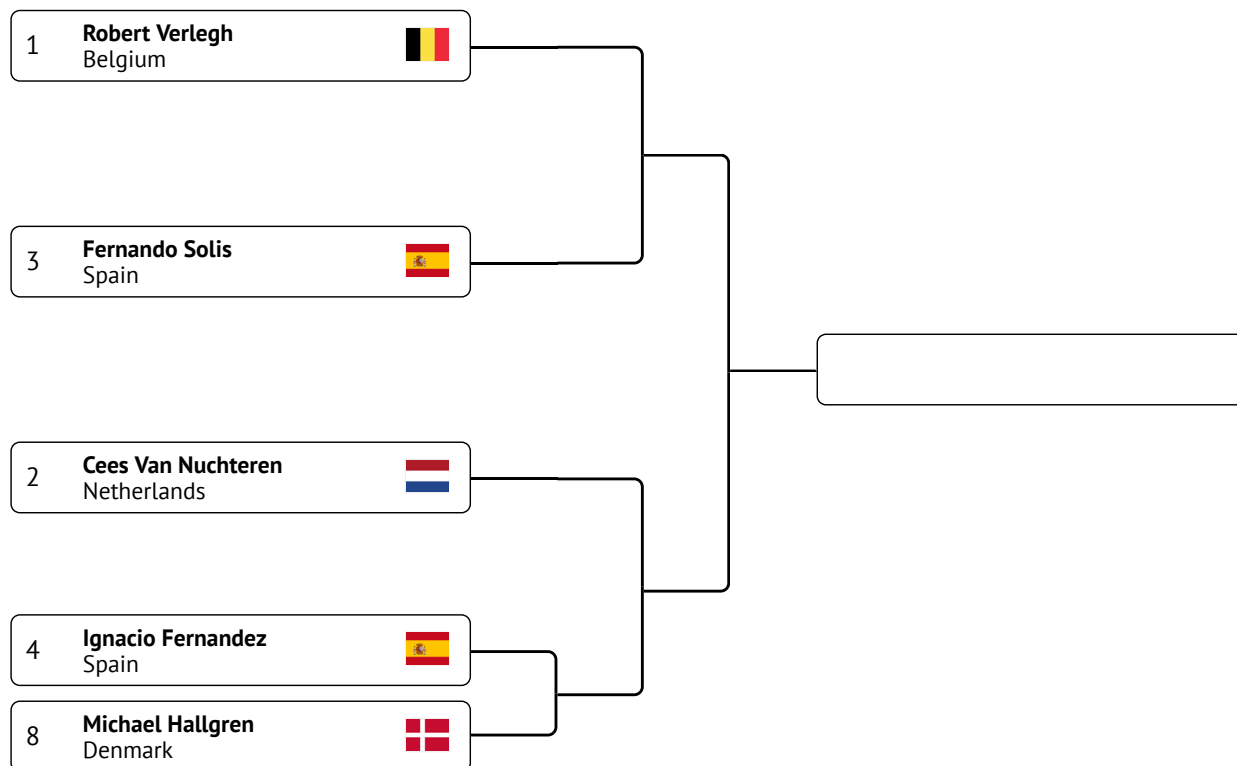 1
Robert Verlegh
Belgium
3
Fernando Solis
Spain
2
Cees Van Nuchteren
Netherlands
4
Ignacio Fernandez
Spain
8
Michael Hallgren
Denmark